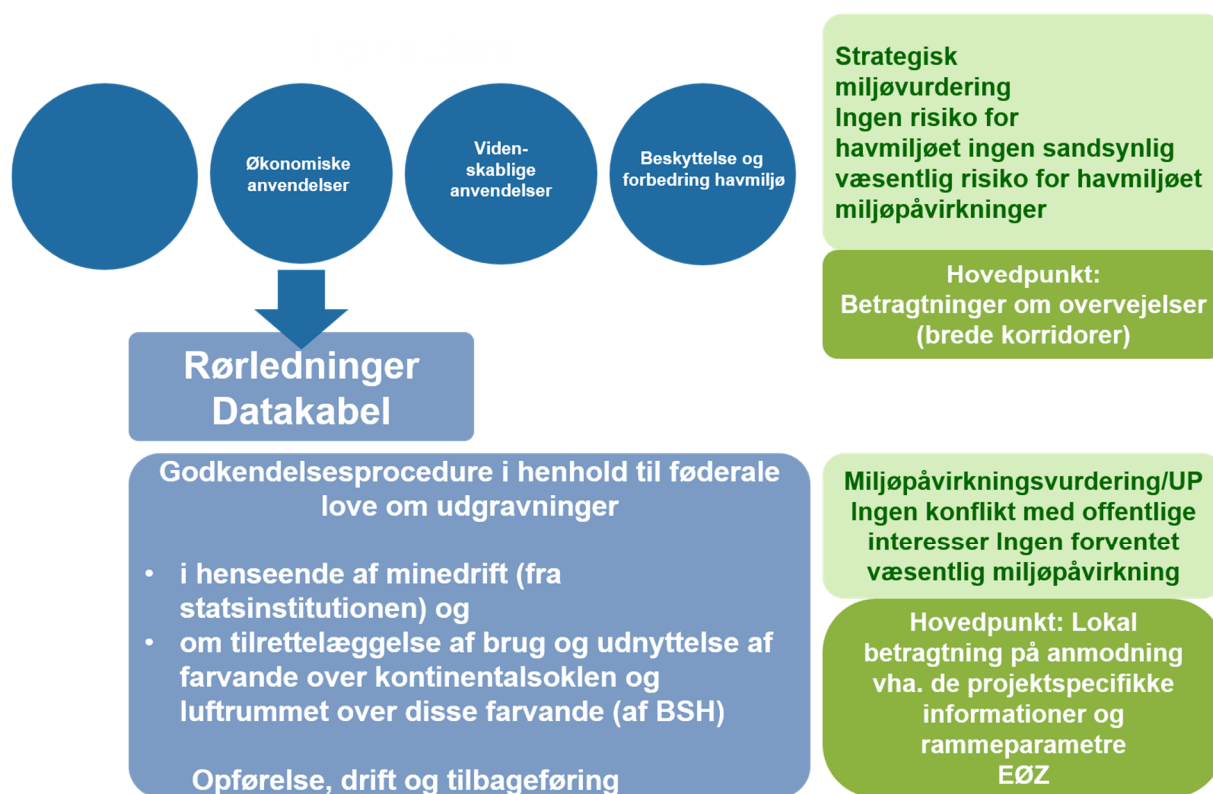 Økonomiske
anvendelser
Viden-
skablige
anvendelser
Beskyttelse og
forbedring havmiljø
Strategisk
miljøvurdering
Ingen risiko for
havmiljøet ingen sandsynlig
væsentlig risiko for havmiljøet
miljøpåvirkninger
Hovedpunkt:
Betragtninger om overvejelser
(brede korridorer)
Rørledninger
Datakabel
Godkendelsesprocedure i henhold til føderale
love om udgravninger
• i henseende af minedrift (fra
statsinstitutionen) og
• om tilrettelæggelse af brug og udnyttelse af
farvande over kontinentalsoklen og
luftrummet over disse farvande (af BSH)
Opførelse, drift og tilbageføring
Miljøpåvirkningsvurdering/UP
Ingen konflikt med offentlige
interesser Ingen forventet
væsentlig miljøpåvirkning
Hovedpunkt: Lokal
betragtning på anmodning
vha. de projektspecifikke
informationer og
rammeparametre
EØZ